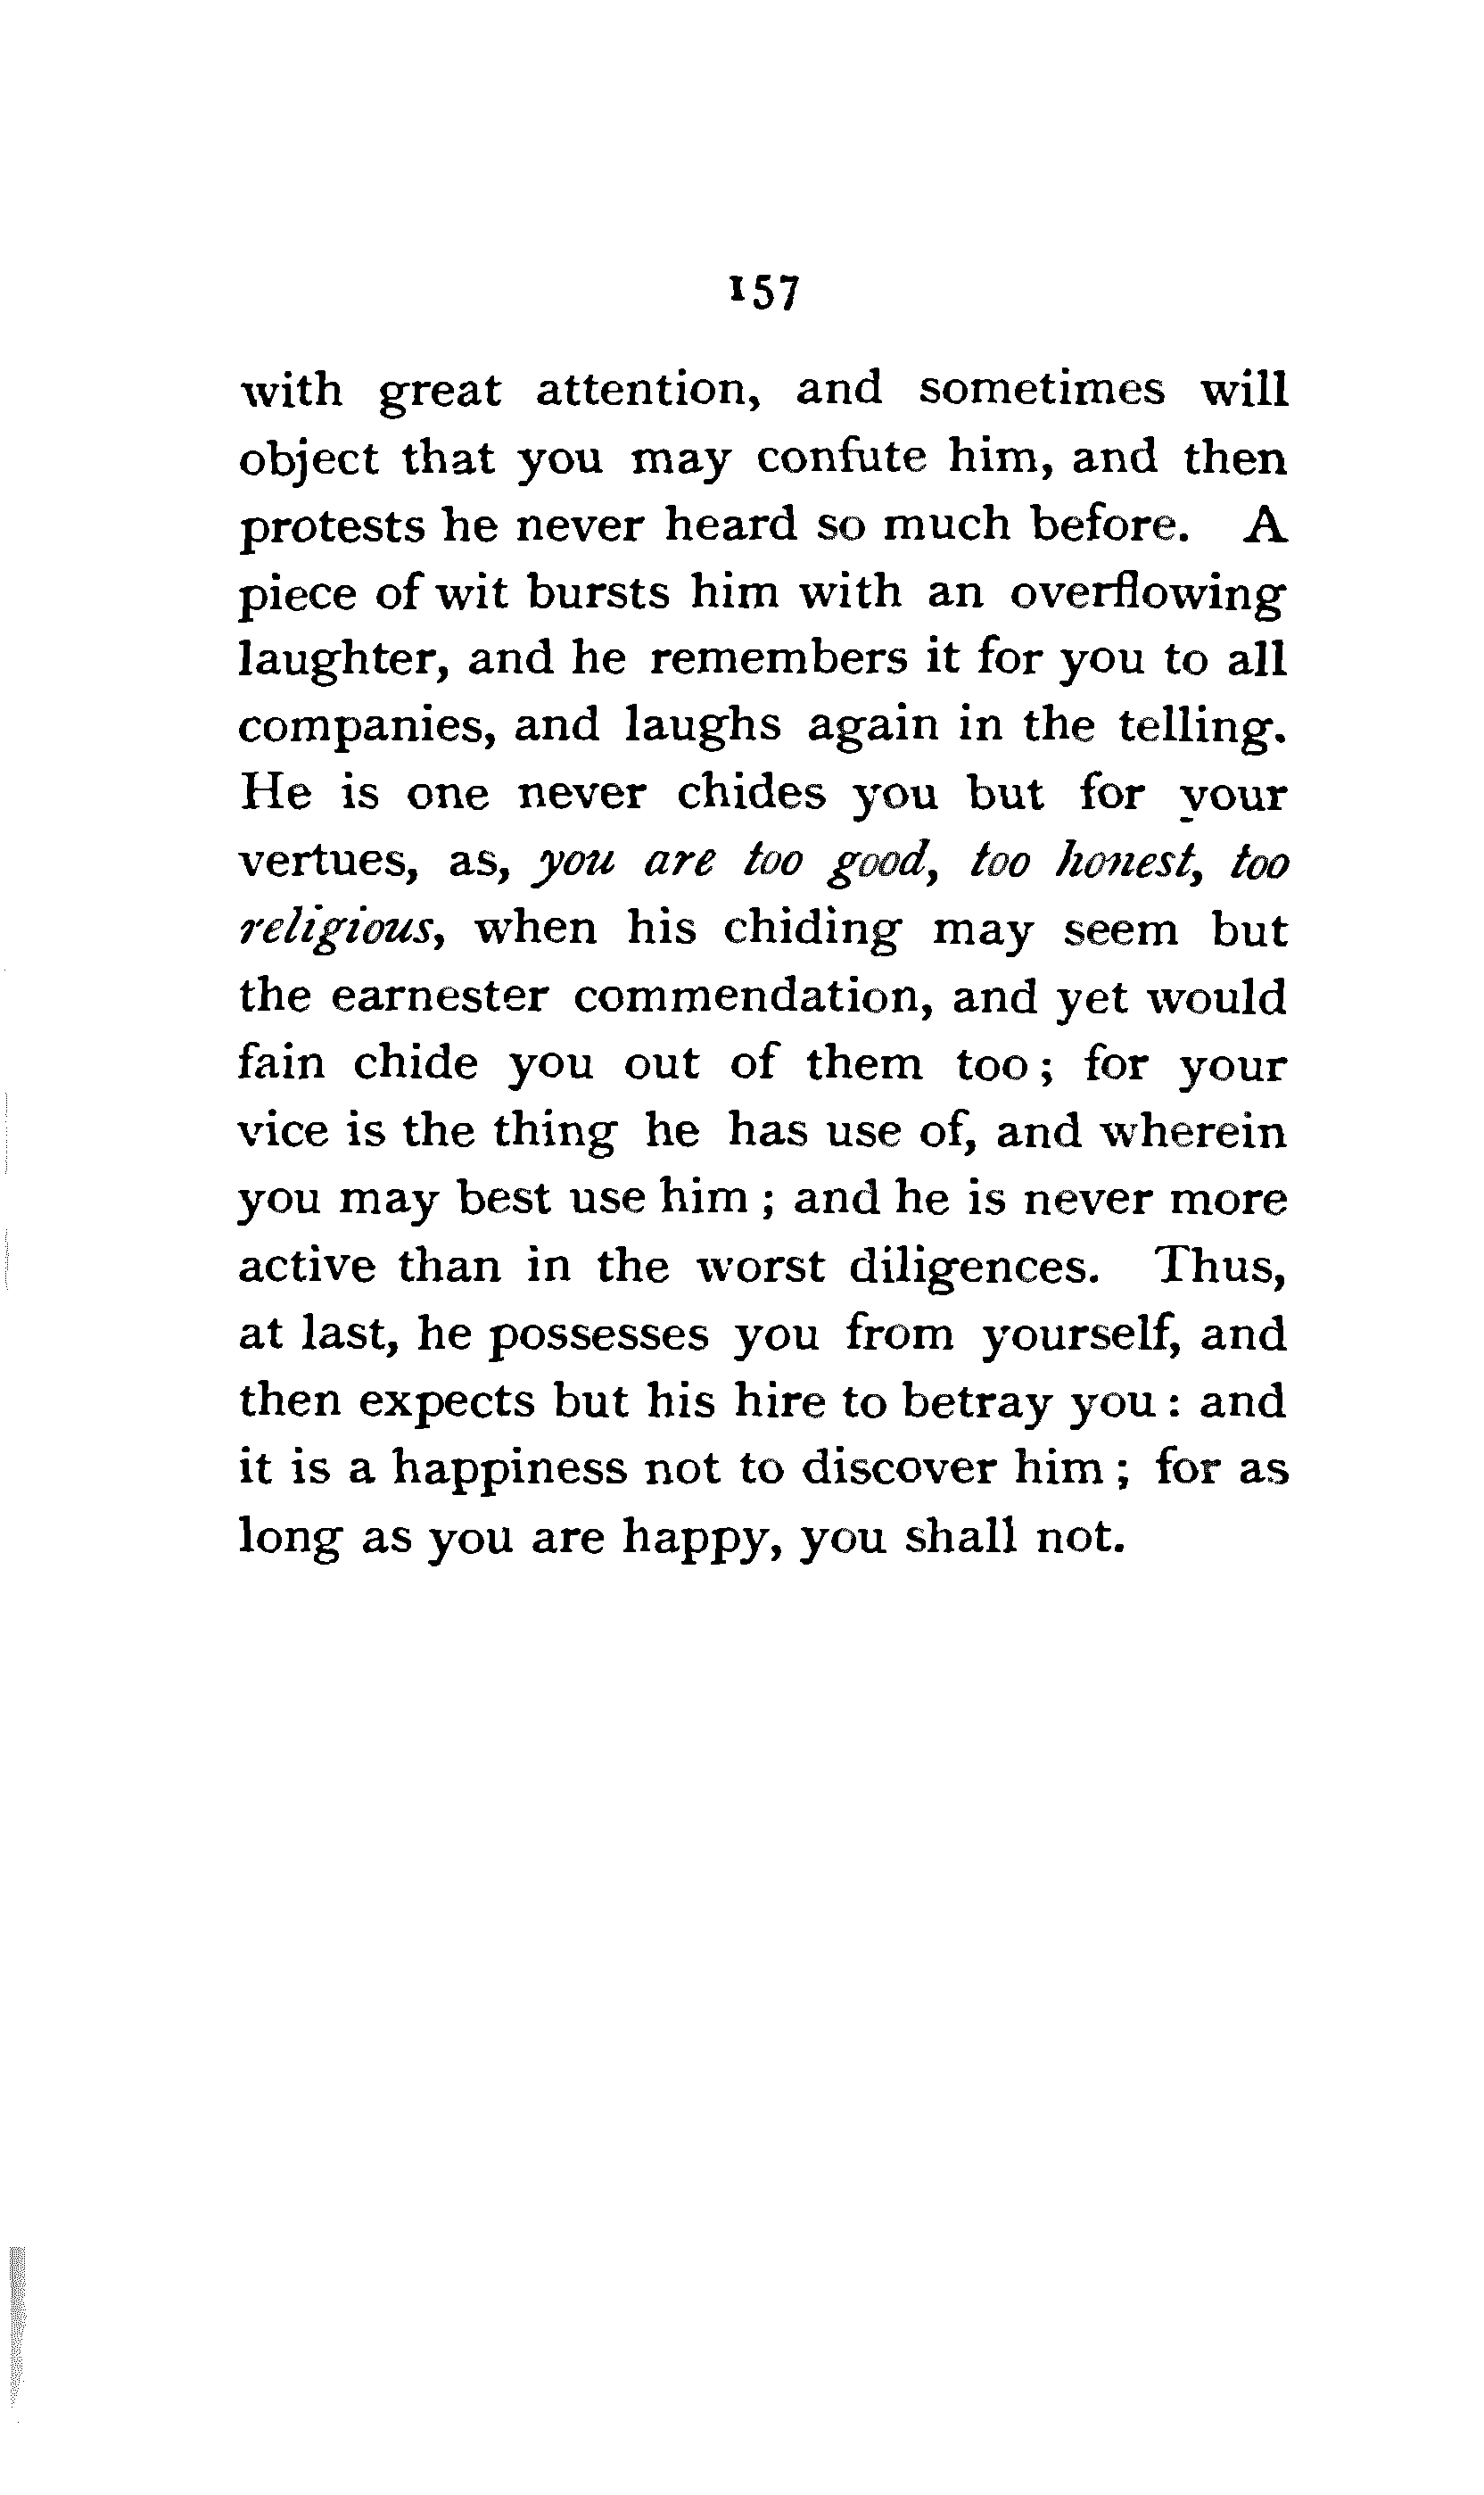 157
with great attention, and sometimes will
object that you may confute him, and then
protests he never heard so much before. A
piece of wit bursts him with an overflowing
laughter, and he remembers it for you to all
companies, and laughs again in the telling.
He is one never chides you but for your
vertues, as, you are too good, too honest, too
religious, when his chiding may seem but
the earnester commendation, and yet would
fain chide you out of them too; for your
vice is the thing he has use of, and wherein
you may best use him; and he is never more
active than in the worst diligences. Thus,
at last, he possesses you from yourself, and
then expects but his hire to betray you: and
it is a happiness not to discover him; for as
long as you are happy, you shall not.